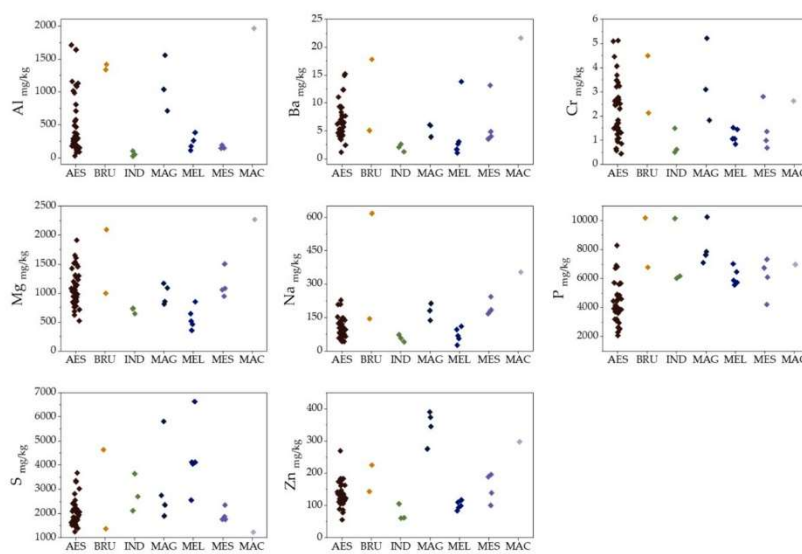 Al mg/kg
2000
1500
1000
500
0
AES BRU IND MAG MEL MES MAC
Ba mg/kg
25
20
15
10
5
0
AES BRU IND MAG MEL MES MAC
Cr mg/kg
6
5
4
3
2
1
0
AES BRU IND MAG MEL MES MAC
Mg mg/kg
2500
2000
1500
1000
500
0
AES BRU IND MAG MEL MES MAC
Na mg/kg
600
450
300
150
0
AES BRU IND MAG MEL MES MAC
P mg/kg
10000
8000
6000
4000
2000
AES BRU IND MAG MEL MES MAC
S mg/kg
7000
6000
5000
4000
3000
2000
1000
AES BRU IND MAG MEL MES MAC
Zn mg/kg
400
300
200
100
0
AES BRU IND MAG MEL MES MAC